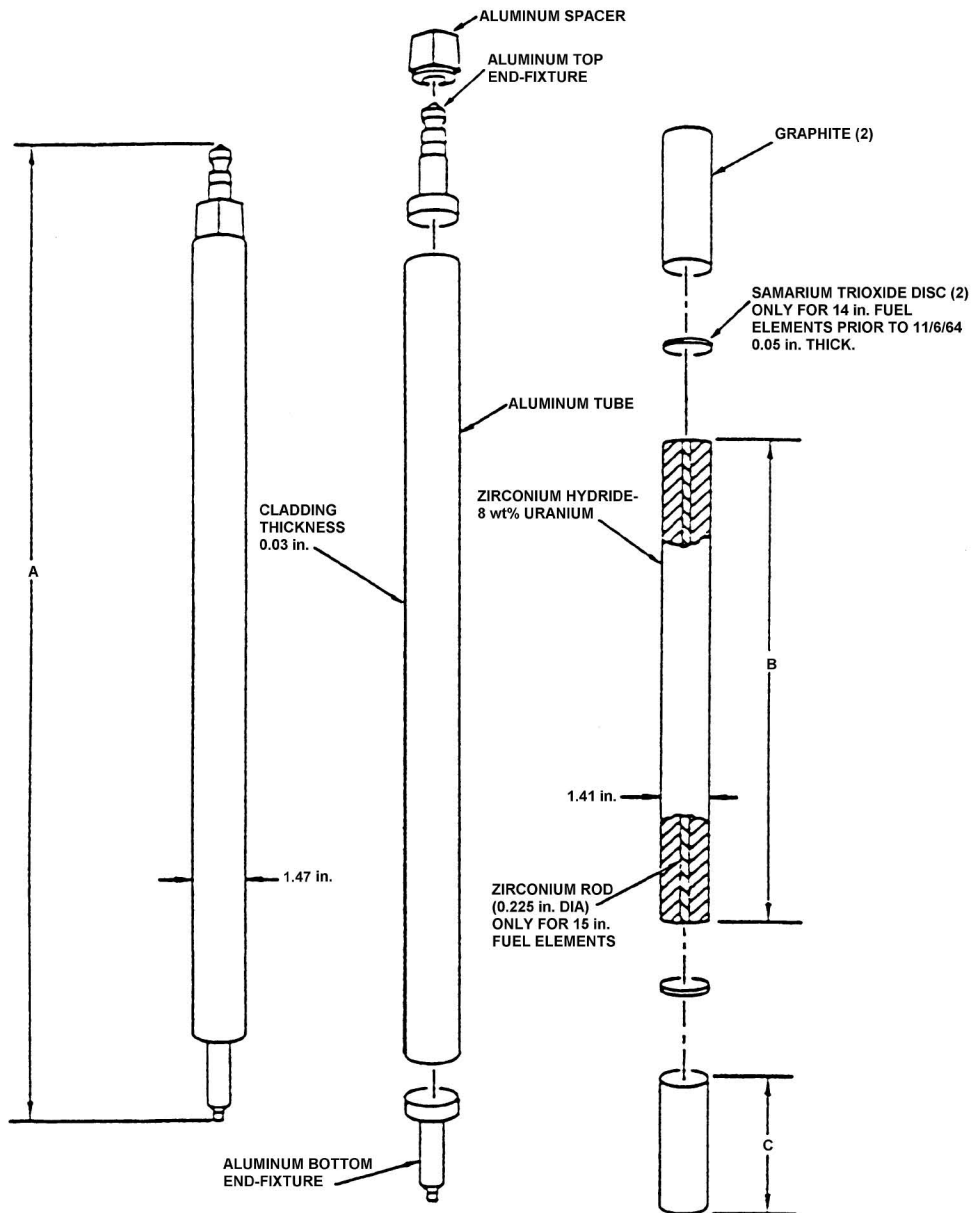 ALUMINUM SPACER
ALUMINUM TOP
END-FIXTURE
GRAPHITE (2)
SAMARIUM TRIOXIDE DISC (2)
ONLY FOR 14 in. FUEL
ELEMENTS PRIOR TO 11/6/64
0.05 in. THICK.
ALUMINUM TUBE
CLADDING
THICKNESS
0.03 in.
ZIRCONIUM HYDRIDE-
8 wt% URANIUM
A
B
1.41 in.
1.47 in.
ZIRCONIUM ROD
(0.225 in. DIA)
ONLY FOR 15 in.
FUEL ELEMENTS
C
ALUMINUM BOTTOM
END-FIXTURE